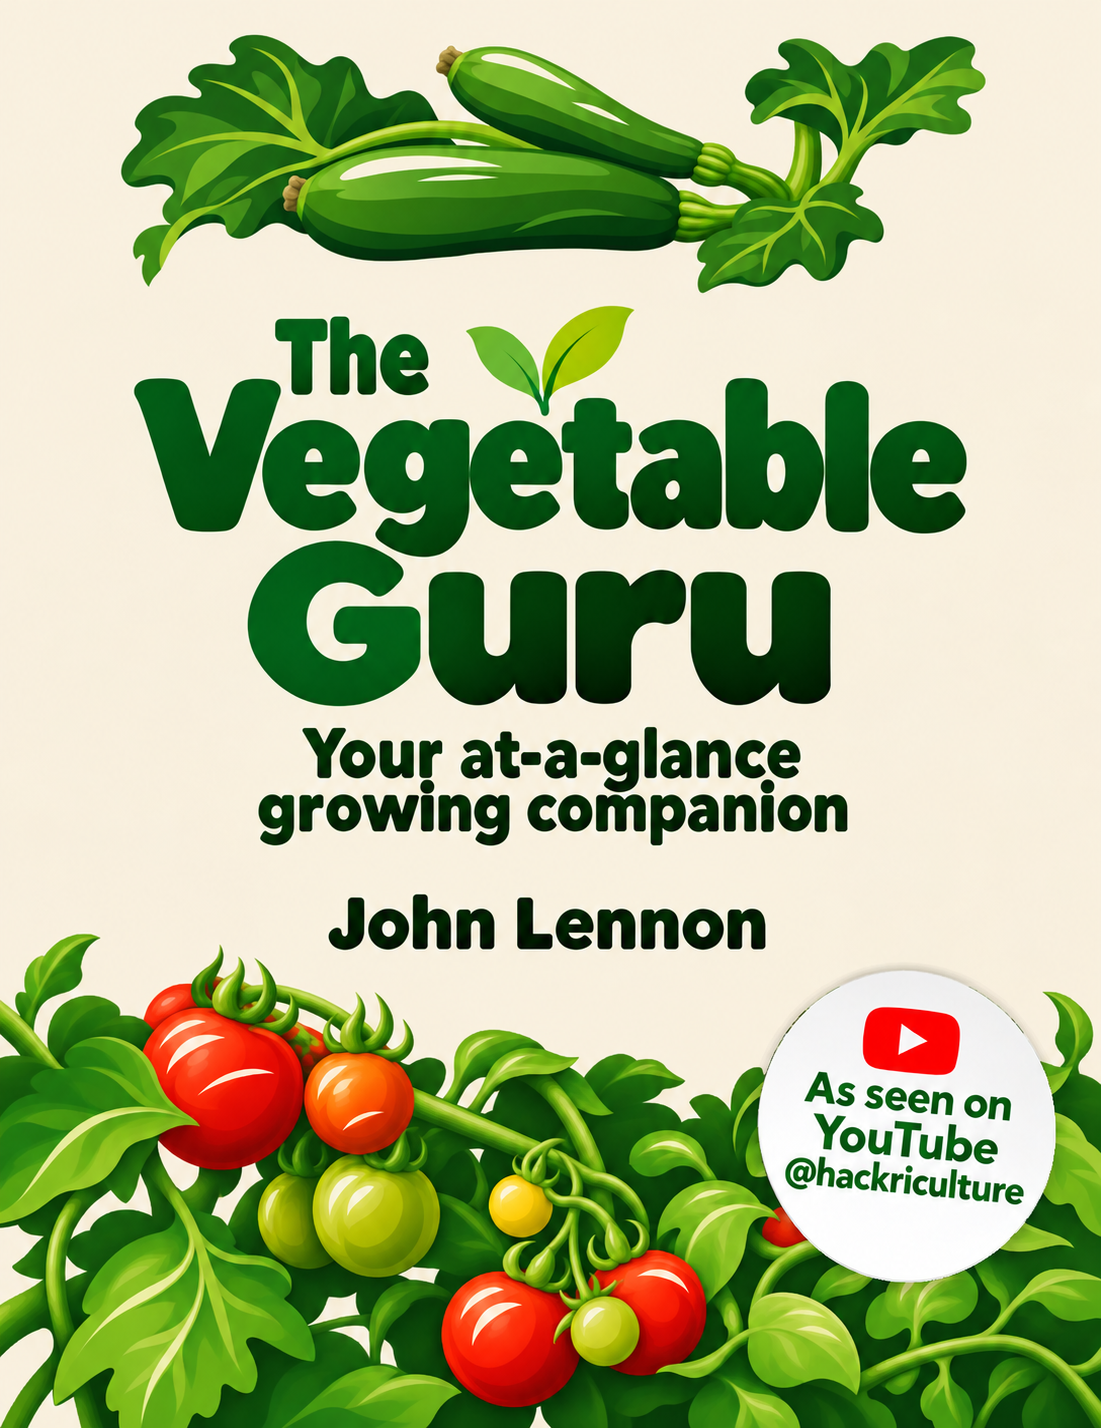 The
Vegetable
Guru
Your at-a-glance
growing companion
John Lennon
As seen on
YouTube
@hackriculture